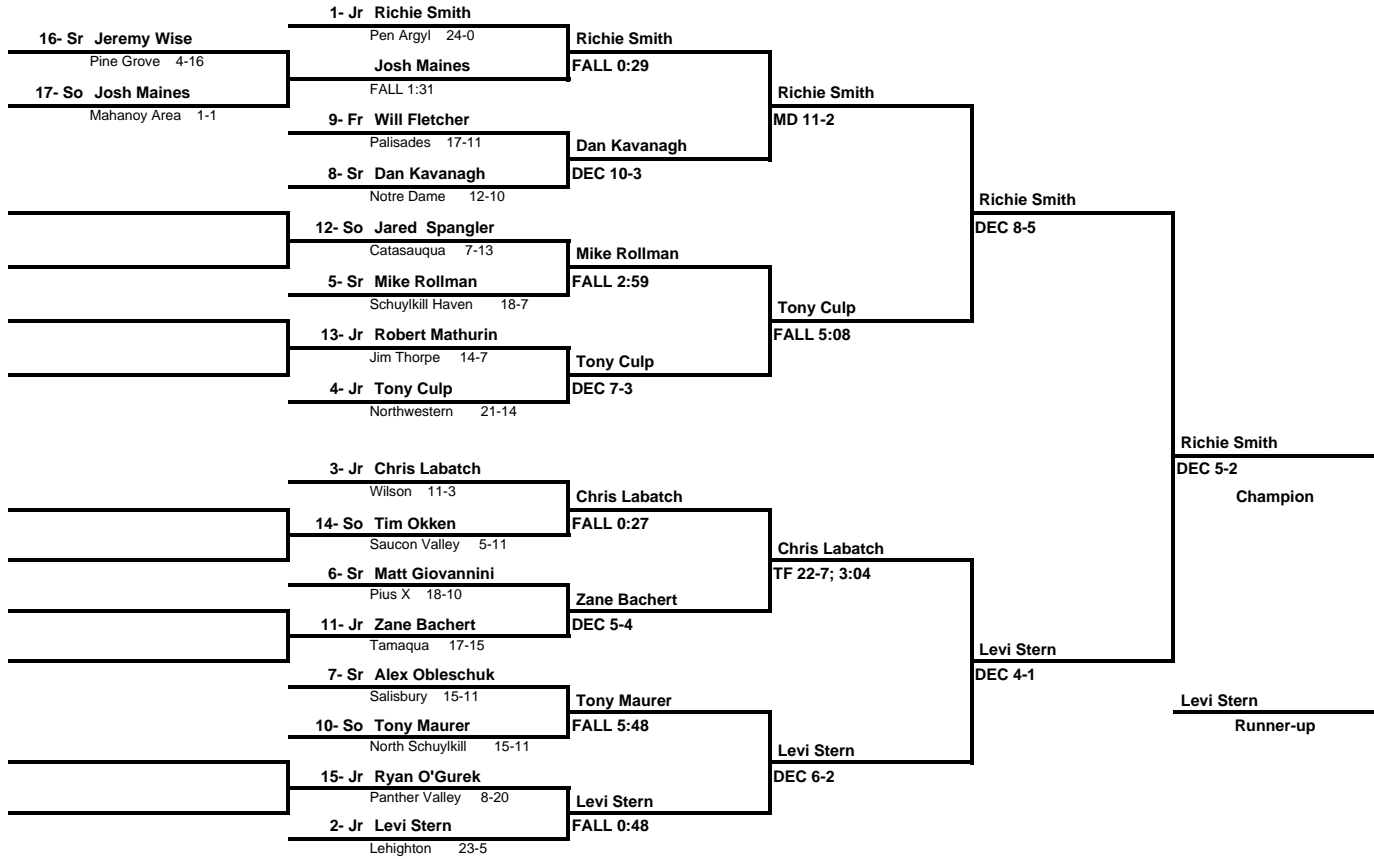 1- Jr Richie Smith
Pen Argyl 24-0
16- Sr Jeremy Wise
Pine Grove 4-16
Josh Maines
FALL 1:31
17- So Josh Maines
Mahanoy Area 1-1
9- Fr Will Fletcher
Palisades 17-11
8- Sr Dan Kavanagh
Notre Dame 12-10
12- So Jared Spangler
Catasauqua 7-13
5- Sr Mike Rollman
Schuylkill Haven 18-7
13- Jr Robert Mathurin
Jim Thorpe 14-7
4- Jr Tony Culp
Northwestern 21-14
3- Jr Chris Labatch
Wilson 11-3
14- So Tim Okken
Saucon Valley 5-11
6- Sr Matt Giovannini
Pius X 18-10
11- Jr Zane Bachert
Tamaqua 17-15
7- Sr Alex Obleschuk
Salisbury 15-11
10- So Tony Maurer
North Schuylkill 15-11
15- Jr Ryan O'Gurek
Panther Valley 8-20
2- Jr Levi Stern
Lehighton 23-5
Richie Smith
FALL 0:29
Dan Kavanagh
DEC 10-3
Mike Rollman
FALL 2:59
Tony Culp
DEC 7-3
Chris Labatch
FALL 0:27
Zane Bachert
DEC 5-4
Tony Maurer
FALL 5:48
Levi Stern
FALL 0:48
Richie Smith
MD 11-2
Tony Culp
FALL 5:08
Chris Labatch
TF 22-7; 3:04
Levi Stern
DEC 6-2
Richie Smith
DEC 8-5
Levi Stern
DEC 4-1
Richie Smith
DEC 5-2
Champion
Levi Stern
Runner-up